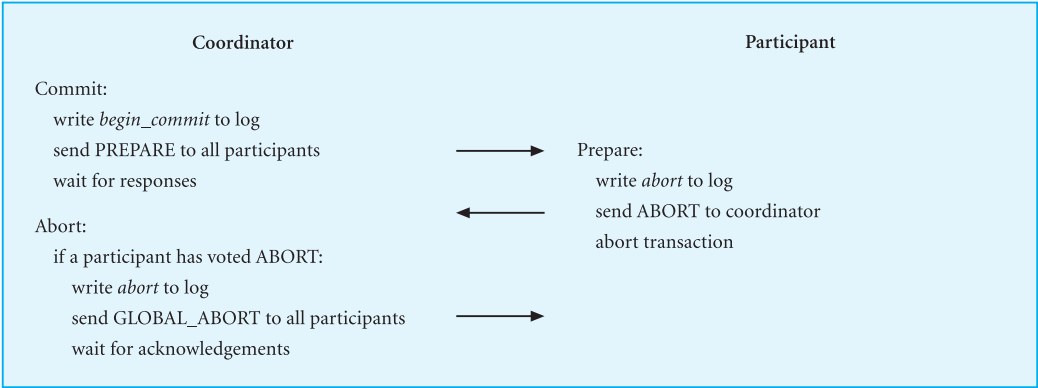 Coordinator
Participant
Commit:
write begin_commit to log
send PREPARE to all participants
wait for responses
Prepare:
write abort to log
send ABORT to coordinator
abort transaction
Abort:
if a participant has voted ABORT:
write abort to log
send GLOBAL_ABORT to all participants
wait for acknowledgements